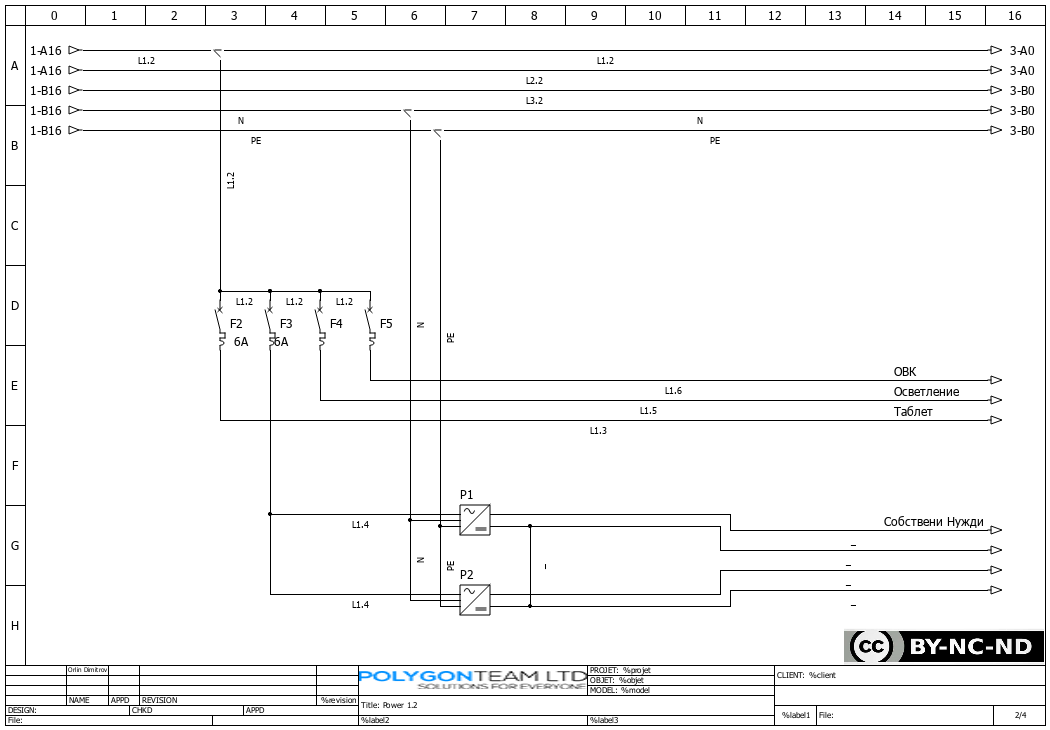 0 1 2 3 4 5 6 7 8 9 10 11 12 13 14 15 16
A
1-A16 3-A0
L1.2 L1.2
1-A16 3-A0
L2.2
1-B16 3-B0
L3.2
B
1-B16 3-B0
N N
1-B16 3-B0
PE PE
L1.2
C
D
L1.2 L1.2 L1.2
F2 F3 F4 F5
N
PE
6A 6A
E
ОВК
L1.6
Осветление
L1.5
Таблет
L1.3
F
P1
G
L1.4
Собствени Нужди
–
N
PE
–
P2
–
L1.4
–
H
CC BY-NC-ND
Orlin Dimitrov
NAME APPD REVISION %revision
DESIGN: CHKD APPD
File:
POLYGONTEAM LTD
SOLUTIONS FOR EVERYONE
Title: Power 1.2
%label2
PROJET: %projet
OBJET: %objet
MODEL: %model
%label3
CLIENT: %client
%label1 File: 2/4